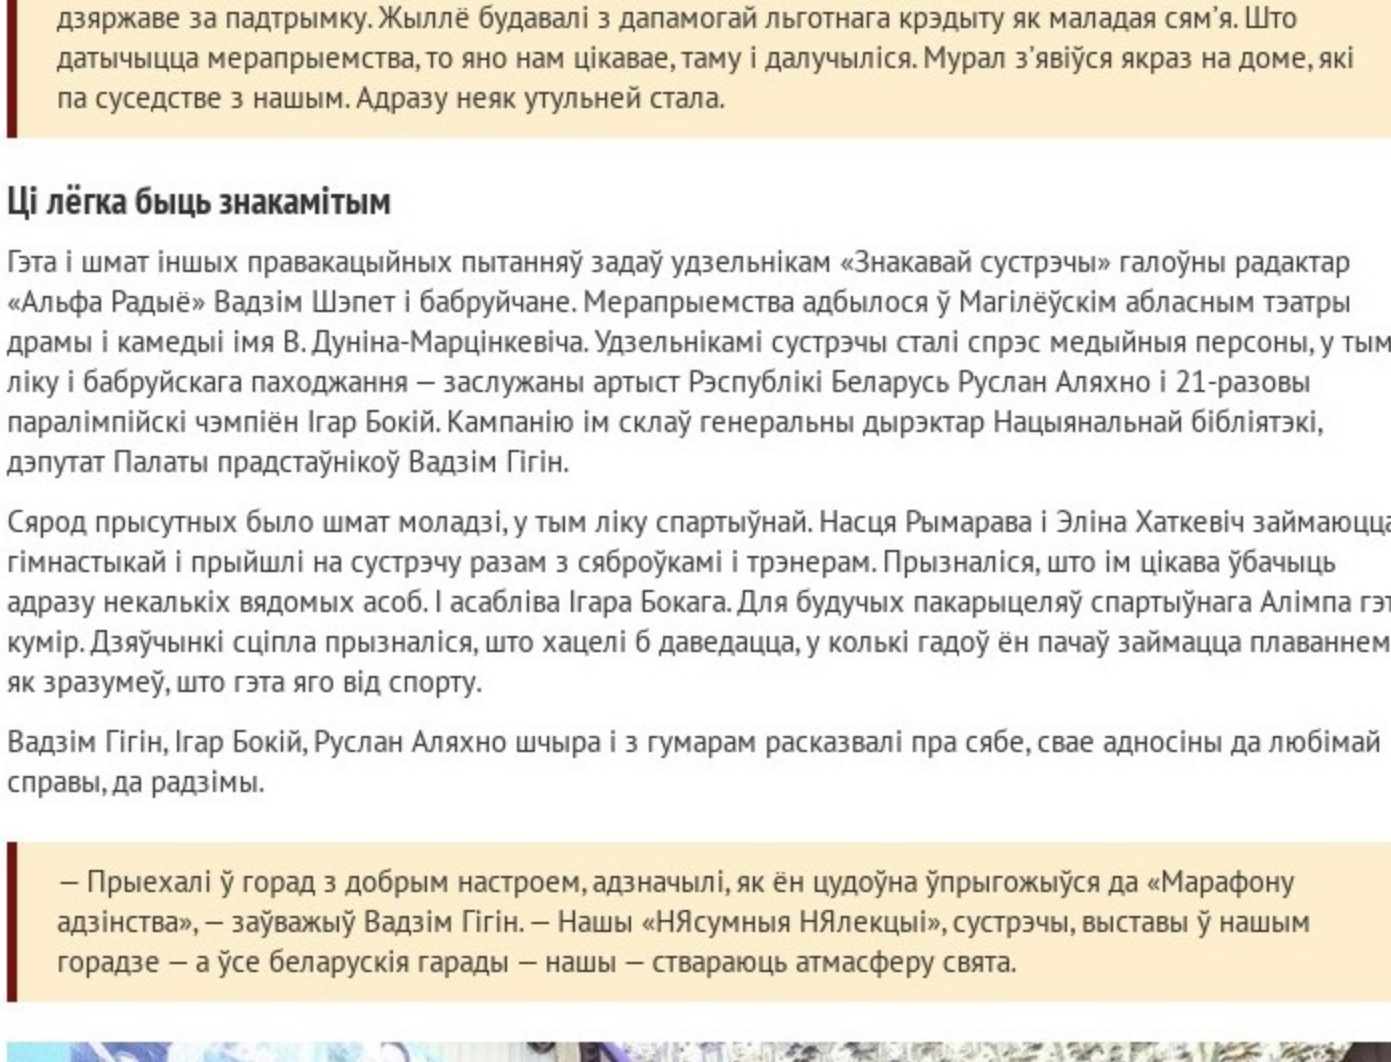 дзяржаве за падтрымку. Жыллё будавалі з дапамогай льготнага крэдыту як маладая сям’я. Што
датычыцца мерапрыемства, то яно нам цікавае, таму і далучыліся. Мурал з’явіўся якраз на доме, які
па суседстве з нашым. Адразу неяк утульней стала.
Ці лёгка быць знакамітым
Гэта і шмат іншых правакацыйных пытанняў задаў удзельнікам «Знакавай сустрэчы» галоўны радактар
«Альфа Радыё» Вадзім Шэпет і бабруйчане. Мерапрыемства адбылося ў Магілёўскім абласным тэатры
драмы і камедыі імя В. Дуніна-Марцінкевіча. Удзельнікамі сустрэчы сталі спрэс медыйныя персоны, у тым
ліку і бабруйскага паходжання — заслужаны артыст Рэспублікі Беларусь Руслан Аляхно і 21-разовы
паралімпійскі чэмпіён Ігар Бокій. Кампанію ім склаў генеральны дырэктар Нацыянальнай бібліятэкі,
дэпутат Палаты прадстаўнікоў Вадзім Гігін.
Сярод прысутных было шмат моладзі, у тым ліку спартыўнай. Насця Рымарава і Эліна Хаткевіч займаюцца
гімнастыкай і прыйшлі на сустрэчу разам з сяброўкамі і трэнерам. Прызналіся, што ім цікава ўбачыць
адразу некалькіх вядомых асоб. І асабліва Ігара Бокага. Для будучых пакарыцеляў спартыўнага Алімпа гэт
кумір. Дзяўчынкі сціпла прызналіся, што хацелі б даведацца, у колькі гадоў ён пачаў займацца плаваннем
як зразумеў, што гэта яго від спорту.
Вадзім Гігін, Ігар Бокій, Руслан Аляхно шчыра і з гумарам расказвалі пра сябе, свае адносіны да любімай
справы, да радзімы.
— Прыехалі ў горад з добрым настроем, адзначылі, як ён цудоўна ўпрыгожыўся да «Марафону
адзінства», — заўважыў Вадзім Гігін. — Нашы «НЯсумныя НЯлекцыі», сустрэчы, выставы ў нашым
горадзе — а ўсе беларускія гарады — нашы — ствараюць атмасферу свята.